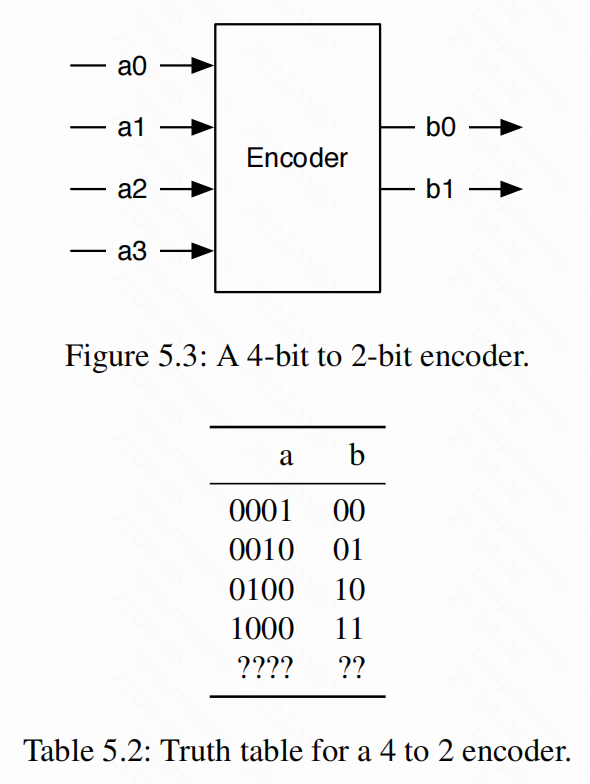 a0
a1
a2
a3
Encoder
b0
b1
Figure 5.3: A 4-bit to 2-bit encoder.
a b
0001 00
0010 01
0100 10
1000 11
???? ??
Table 5.2: Truth table for a 4 to 2 encoder.